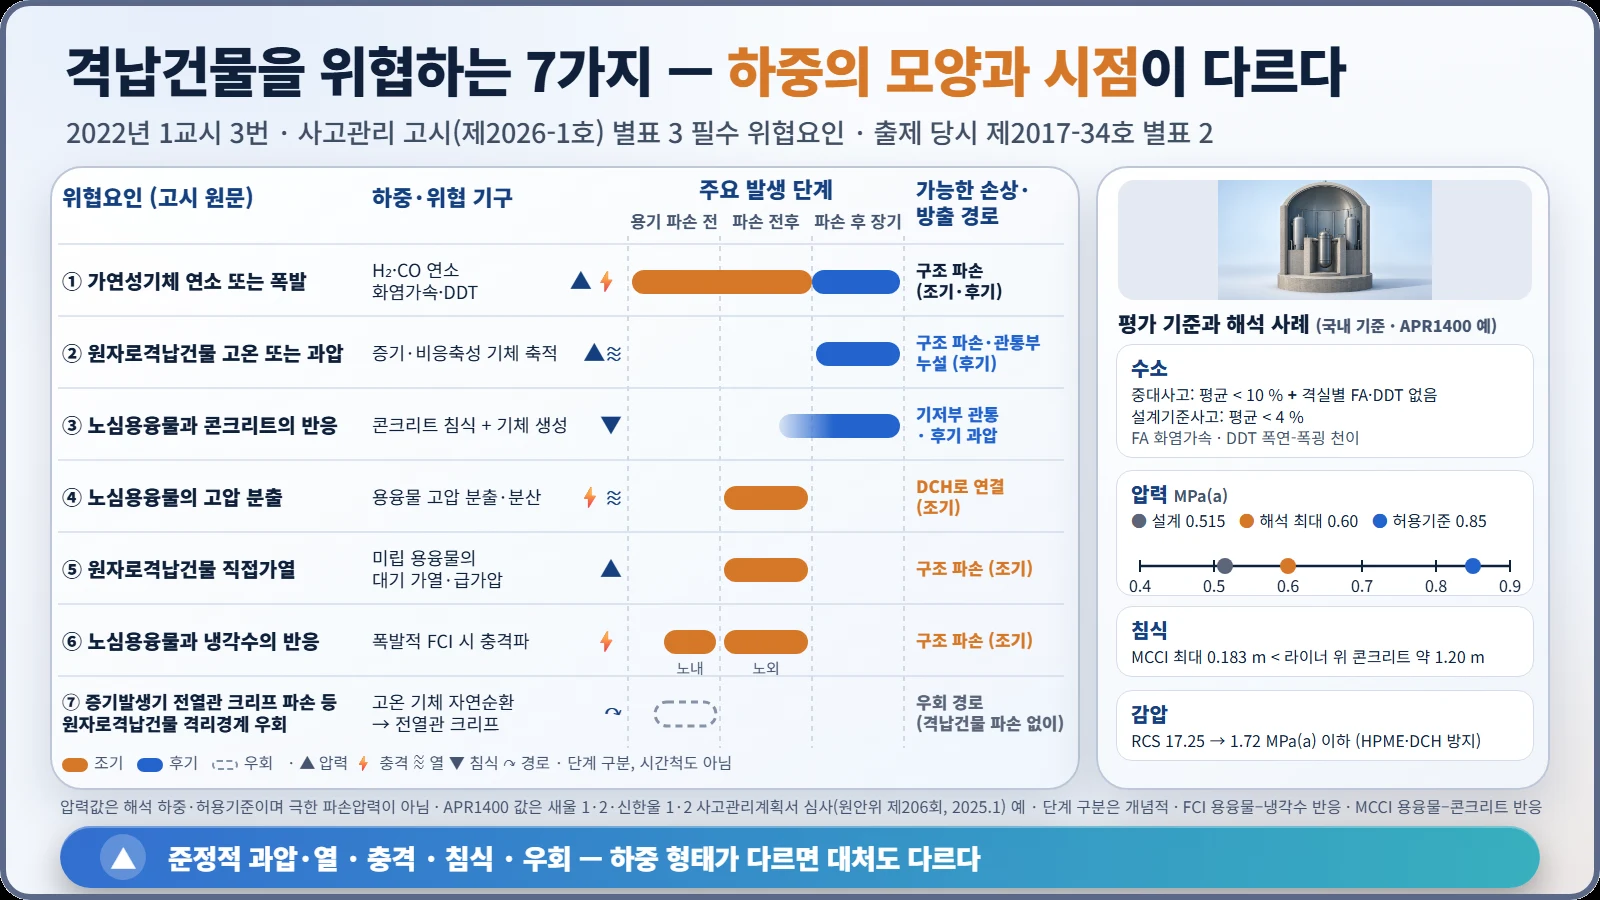 격납건물을 위협하는 7가지 — 하중의 모양과 시점이 다르다
2022년 1교시 3번 · 사고관리 고시(제2026-1호) 별표 3 필수 위협요인 · 출제 당시 제2017-34호 별표 2
위협요인 (고시 원문)
하중·위협 기구
주요 발생 단계
용기 파손 전
파손 전후
파손 후 장기
가능한 손상·
방출 경로
① 가연성기체 연소 또는 폭발
H₂·CO 연소
화염가속·DDT
구조 파손
(조기·후기)
② 원자로격납건물 고온 또는 과압
증기·비응축성 기체 축적
구조 파손·관통부
누설 (후기)
③ 노심용융물과 콘크리트의 반응
콘크리트 침식 + 기체 생성
기저부 관통
· 후기 과압
④ 노심용융물의 고압 분출
용융물 고압 분출·분산
DCH로 연결
(조기)
⑤ 원자로격납건물 직접가열
미립 용융물의
대기 가열·급가압
구조 파손 (조기)
⑥ 노심용융물과 냉각수의 반응
폭발적 FCI 시 충격파
노내
노외
구조 파손 (조기)
⑦ 증기발생기 전열관 크리프 파손 등
원자로격납건물 격리경계 우회
고온 기체 자연순환
→ 전열관 크리프
우회 경로
(격납건물 파손 없이)
조기 후기 우회 · ▲ 압력 충격 ≋ 열 ▼ 침식 ↷ 경로 · 단계 구분, 시간척도 아님
평가 기준과 해석 사례 (국내 기준 · APR1400 예)
수소
중대사고: 평균 < 10 % + 격실별 FA·DDT 없음
설계기준사고: 평균 < 4 %
FA 화염가속 · DDT 폭연-폭굉 천이
압력 MPa(a)
설계 0.515 해석 최대 0.60 허용기준 0.85
0.4 0.5 0.6 0.7 0.8 0.9
침식
MCCI 최대 0.183 m < 라이너 위 콘크리트 약 1.20 m
감압
RCS 17.25 → 1.72 MPa(a) 이하 (HPME·DCH 방지)
압력값은 해석 하중·허용기준이며 극한 파손압력이 아님 · APR1400 값은 새울 1·2·신한울 1·2 사고관리계획서 심사(원안위 제206회, 2025.1) 예 · 단계 구분은 개념적 · FCI 용융물–냉각수 반응 · MCCI 용융물–콘크리트 반응
준정적 과압·열 · 충격 · 침식 · 우회 — 하중 형태가 다르면 대처도 다르다